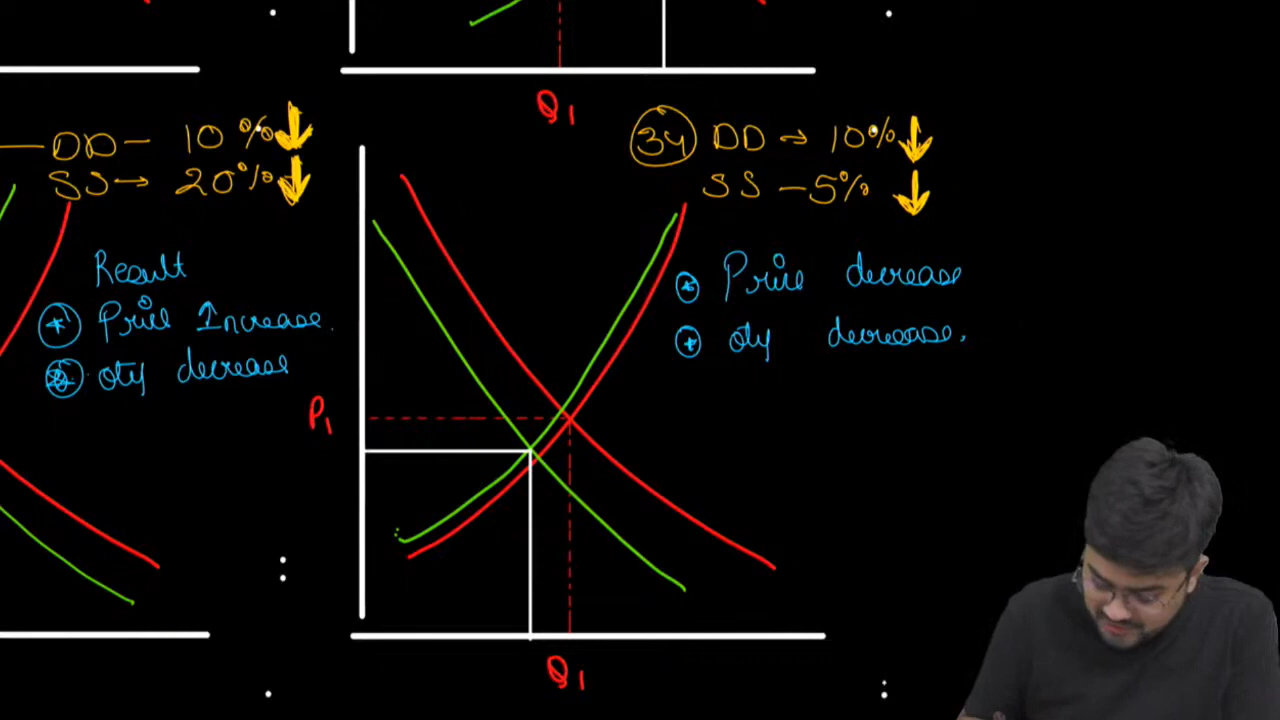 Q1
DD - 10% ↓
SS → 20% ↓
Result
Price ↑ Increase.
Qty decrease
34 DD → 10% ↓
SS - 5% ↓
Price decrease
Qty decrease.
P1
Q1